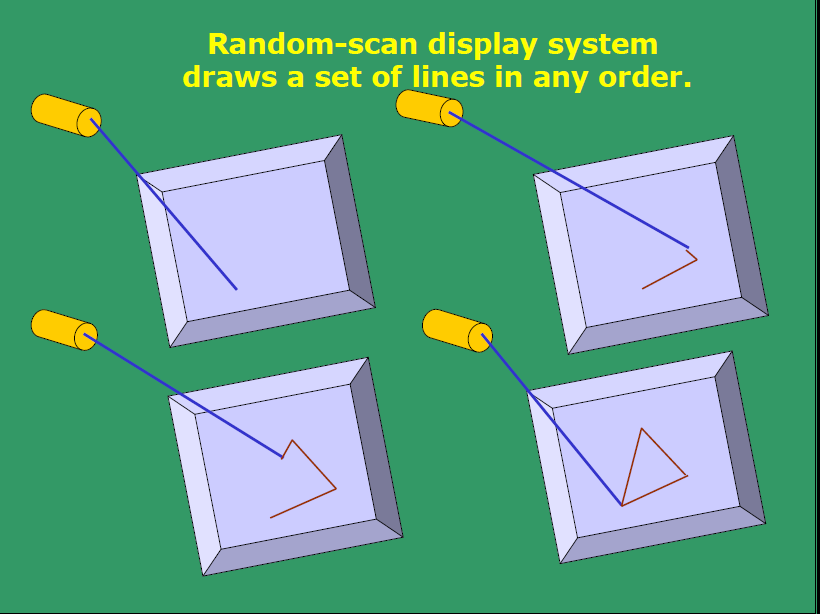 Random-scan display system
draws a set of lines in any order.